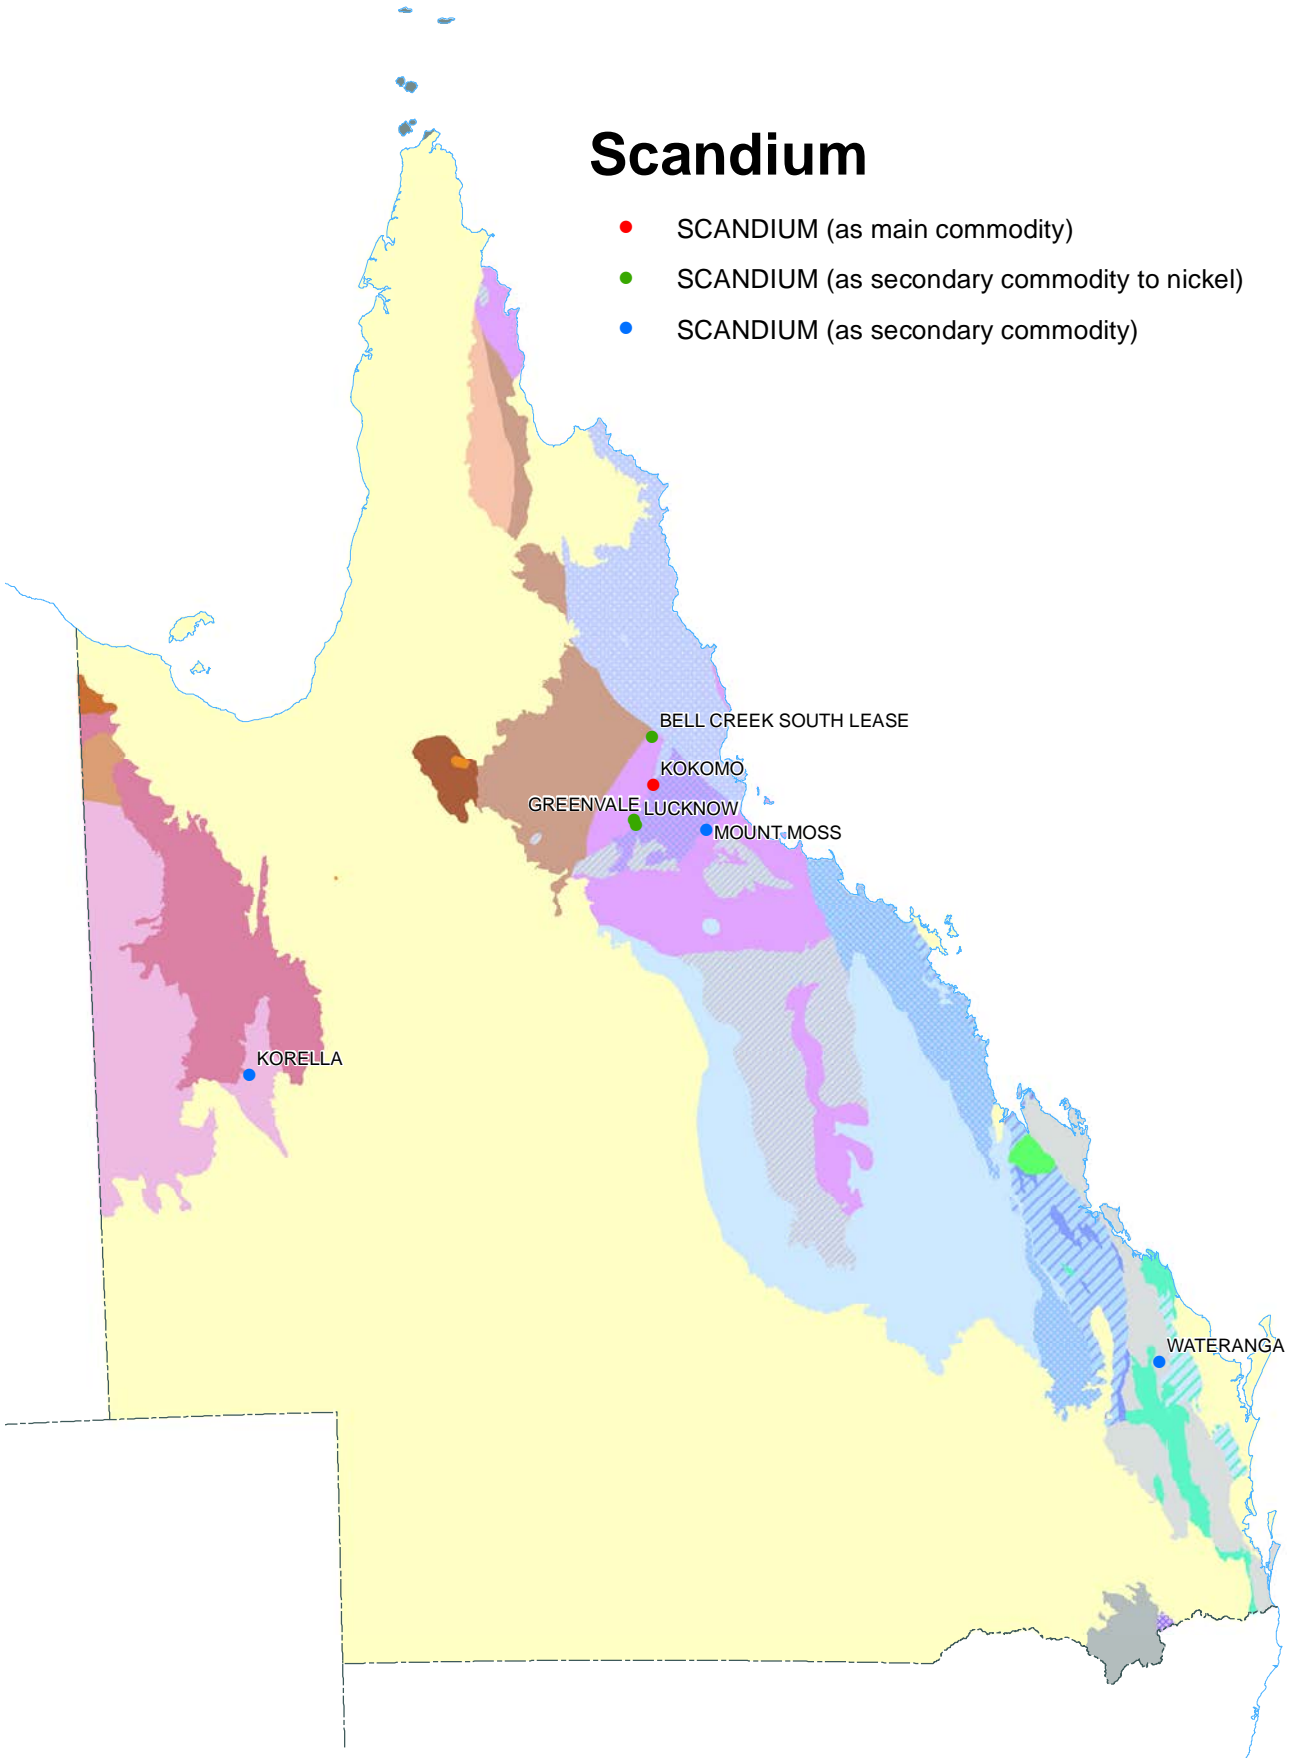 Scandium
SCANDIUM (as main commodity)
SCANDIUM (as secondary commodity to nickel)
SCANDIUM (as secondary commodity)
BELL CREEK SOUTH LEASE
KOKOMO
GREENVALE LUCKNOW
MOUNT MOSS
KORELLA
WATERANGA